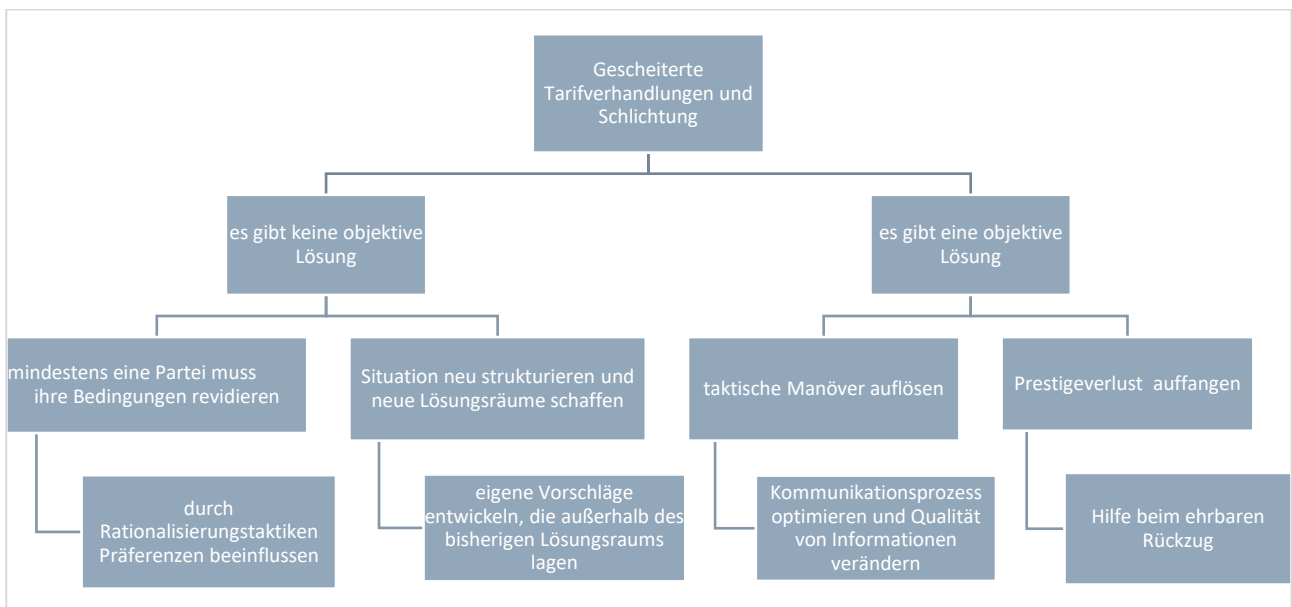 Gescheiterte
Tarifverhandlungen und
Schlichtung
es gibt keine objektive
Lösung
es gibt eine objektive
Lösung
mindestens eine Partei muss
ihre Bedingungen revidieren
Situation neu strukturieren und
neue Lösungsräume schaffen
taktische Manöver auflösen
Prestigeverlust auffangen
durch
Rationalisierungstaktiken
Präferenzen beeinflussen
eigene Vorschläge
entwickeln, die außerhalb des
bisherigen Lösungsraums
lagen
Kommunikationsprozess
optimieren und Qualität
von Informationen
verändern
Hilfe beim ehrbaren
Rückzug